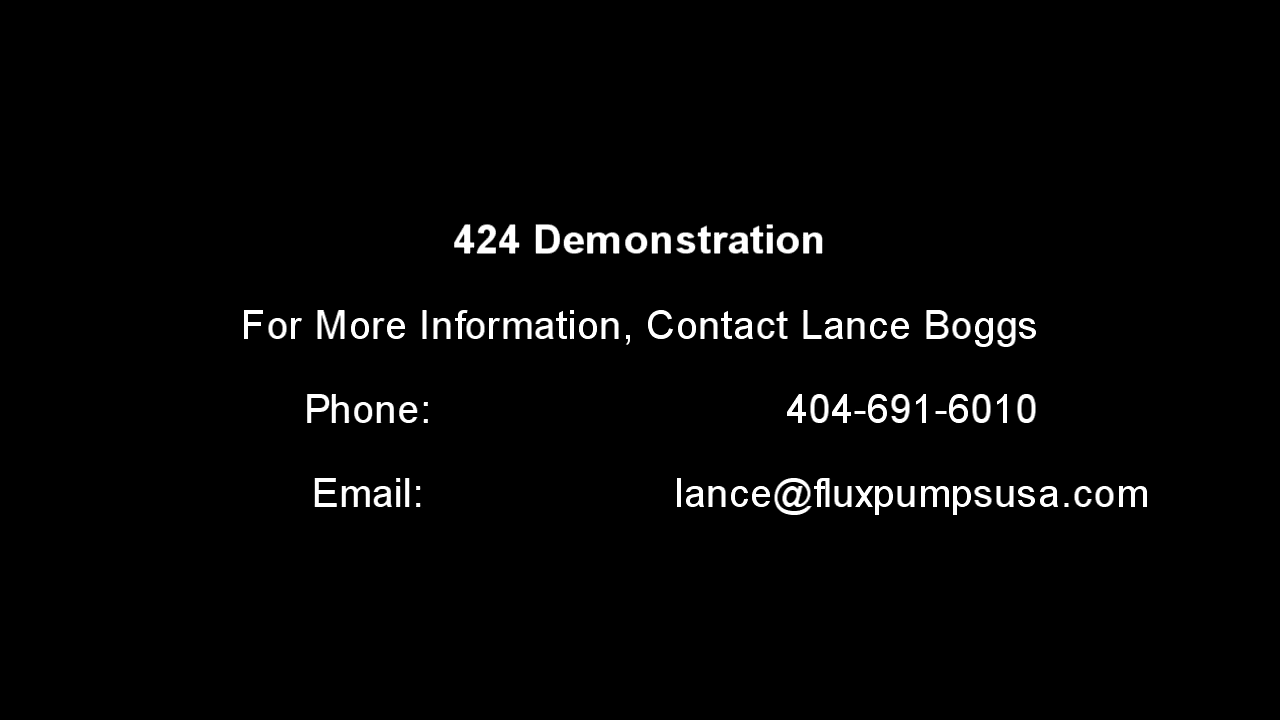 424 Demonstration
For More Information, Contact Lance Boggs
Phone: 404-691-6010
Email: lance@fluxpumpsusa.com